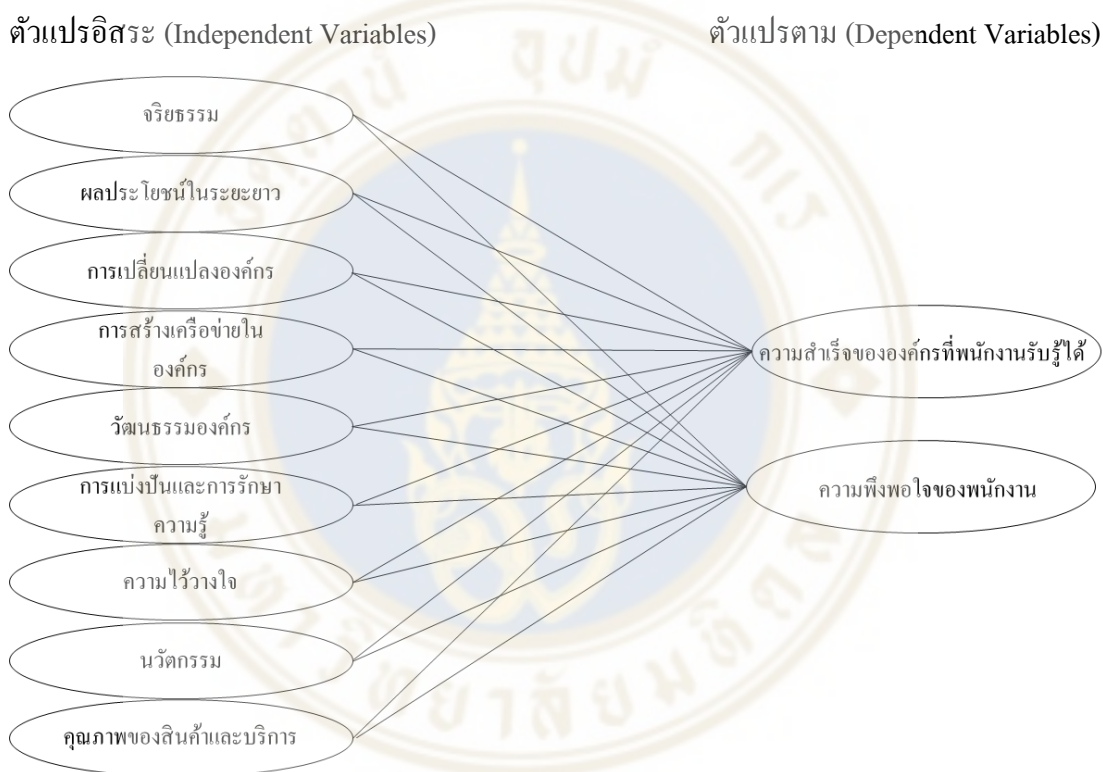 ตัวแปรอิสระ (Independent Variables)
ตัวแปรตาม (Dependent Variables)
จริยธรรม
ผลประโยชน์ในระยะยาว
การเปลี่ยนแปลงองค์กร
การสร้างเครือข่ายใน
องค์กร
วัฒนธรรมองค์กร
การแบ่งปันและการรักษา
ความรู้
ความไว้วางใจ
นวัตกรรม
คุณภาพของสินค้าและบริการ
ความสำเร็จขององค์กรที่พนักงานรับรู้ได้
ความพึงพอใจของพนักงาน